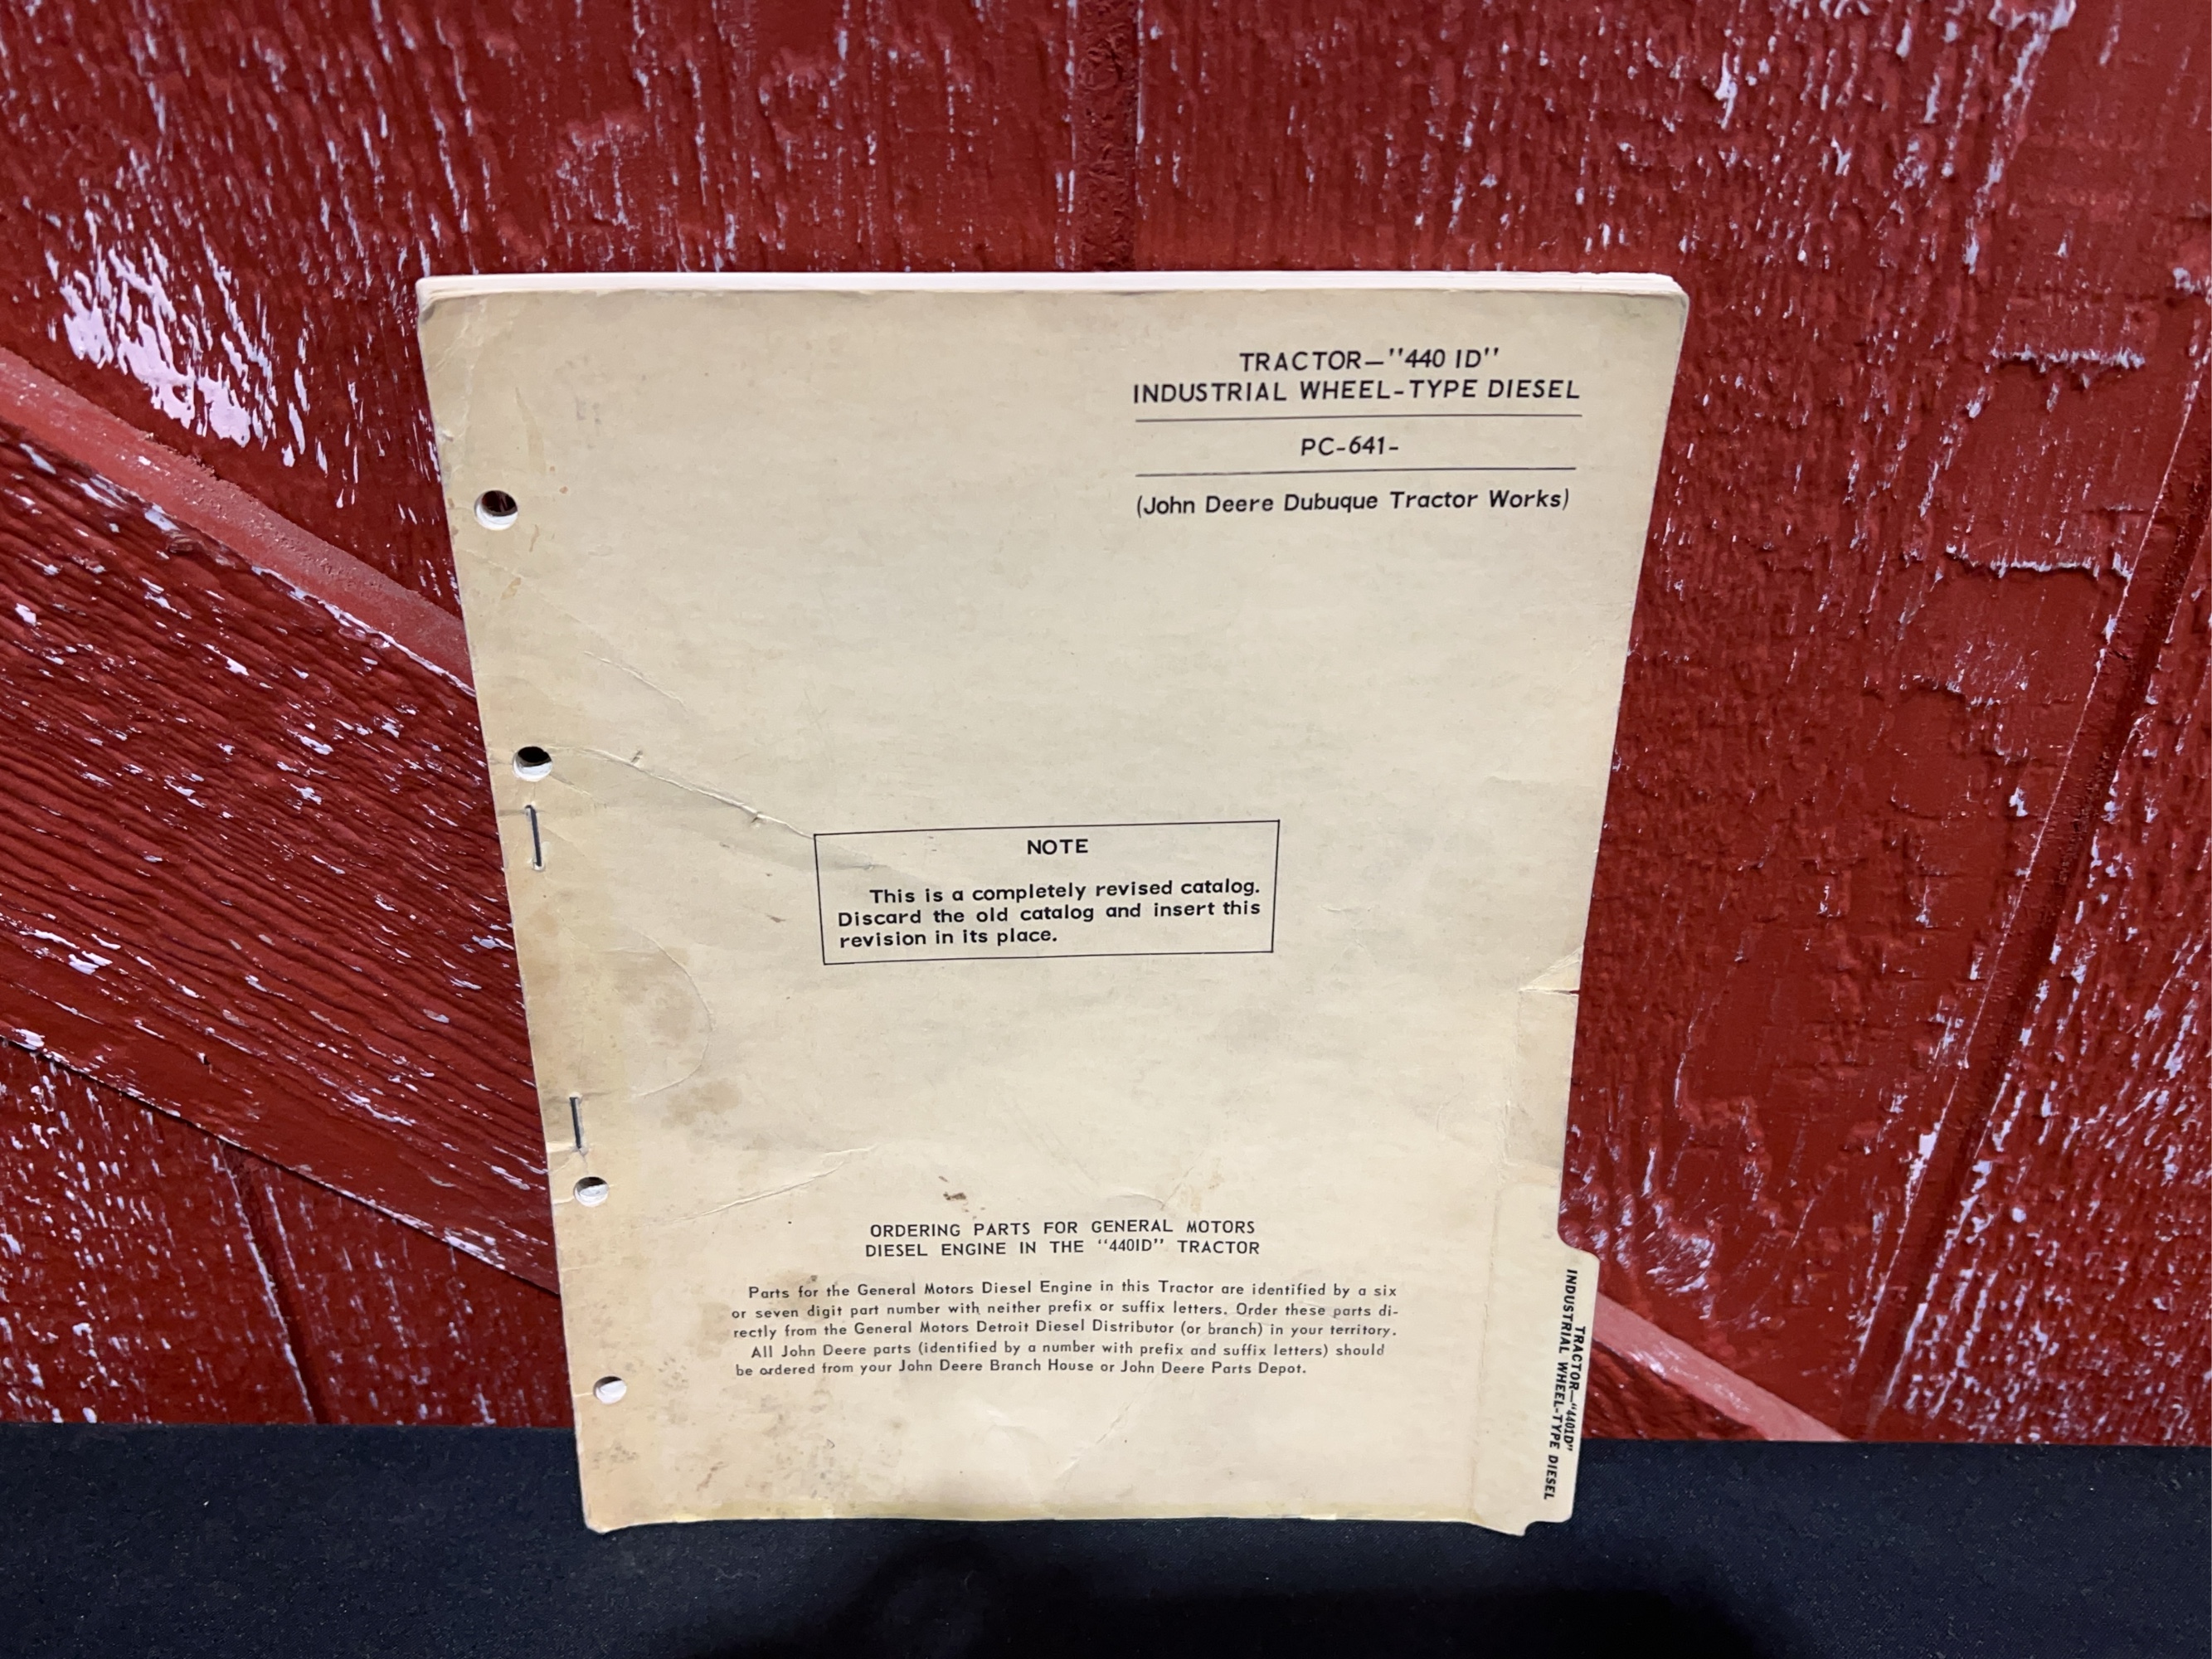 TRACTOR—"440 ID"
INDUSTRIAL WHEEL-TYPE DIESEL
PC-641-
(John Deere Dubuque Tractor Works)
NOTE
This is a completely revised catalog.
Discard the old catalog and insert this
revision in its place.
ORDERING PARTS FOR GENERAL MOTORS
DIESEL ENGINE IN THE "440ID" TRACTOR
Parts for the General Motors Diesel Engine in this Tractor are identified by a six
or seven digit part number with neither prefix or suffix letters. Order these parts di-
rectly from the General Motors Detroit Diesel Distributor (or branch) in your territory.
All John Deere parts (identified by a number with prefix and suffix letters) should
be ordered from your John Deere Branch House or John Deere Parts Depot.
TRACTOR—"440ID"
INDUSTRIAL WHEEL-TYPE DIESEL